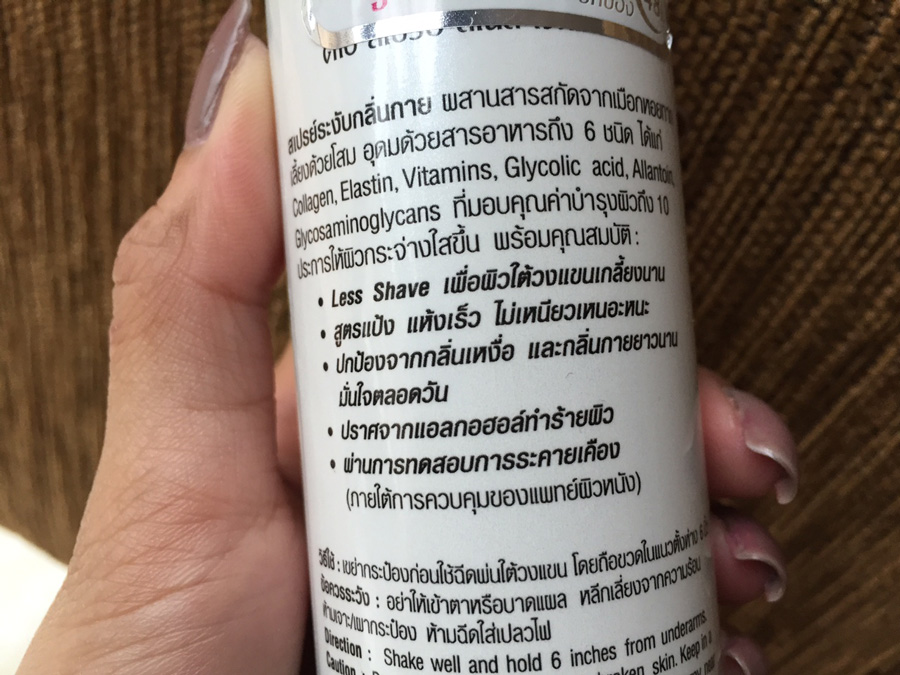 สเปรย์ระงับกลิ่นกาย ผสานสารสกัดจากเมือกหอยทาก
เลี้ยงด้วยโสม อุดมด้วยสารอาหารถึง 6 ชนิด ได้แก่
Collagen, Elastin, Vitamins, Glycolic acid, Allantoin,
Glycosaminoglycans ที่มอบคุณค่าบำรุงผิวถึง 10
ประการให้ผิวกระจ่างใสขึ้น พร้อมคุณสมบัติ :
• Less Shave เพื่อผิวใต้วงแขนเกลี้ยงนาน
• สูตรแป้ง แห้งเร็ว ไม่เหนียวเหนอะหนะ
• ปกป้องจากกลิ่นเหงื่อ และกลิ่นกายยาวนาน
มั่นใจตลอดวัน
• ปราศจากแอลกอฮอล์ทำร้ายผิว
• ผ่านการทดสอบการระคายเคือง
(ภายใต้การควบคุมของแพทย์ผิวหนัง)
วิธีใช้ : เขย่ากระป๋องก่อนใช้ฉีดพ่นใต้วงแขน โดยถือขวดในแนวตั้งห่าง 6
ข้อควรระวัง : อย่าให้เข้าตาหรือบาดแผล หลีกเลี่ยงจากความร้อน
ห้ามเจาะ/เผากระป๋อง ห้ามฉีดใส่เปลวไฟ
Direction : Shake well and hold 6 inches from underarms.
Caution : skin. Keep in a